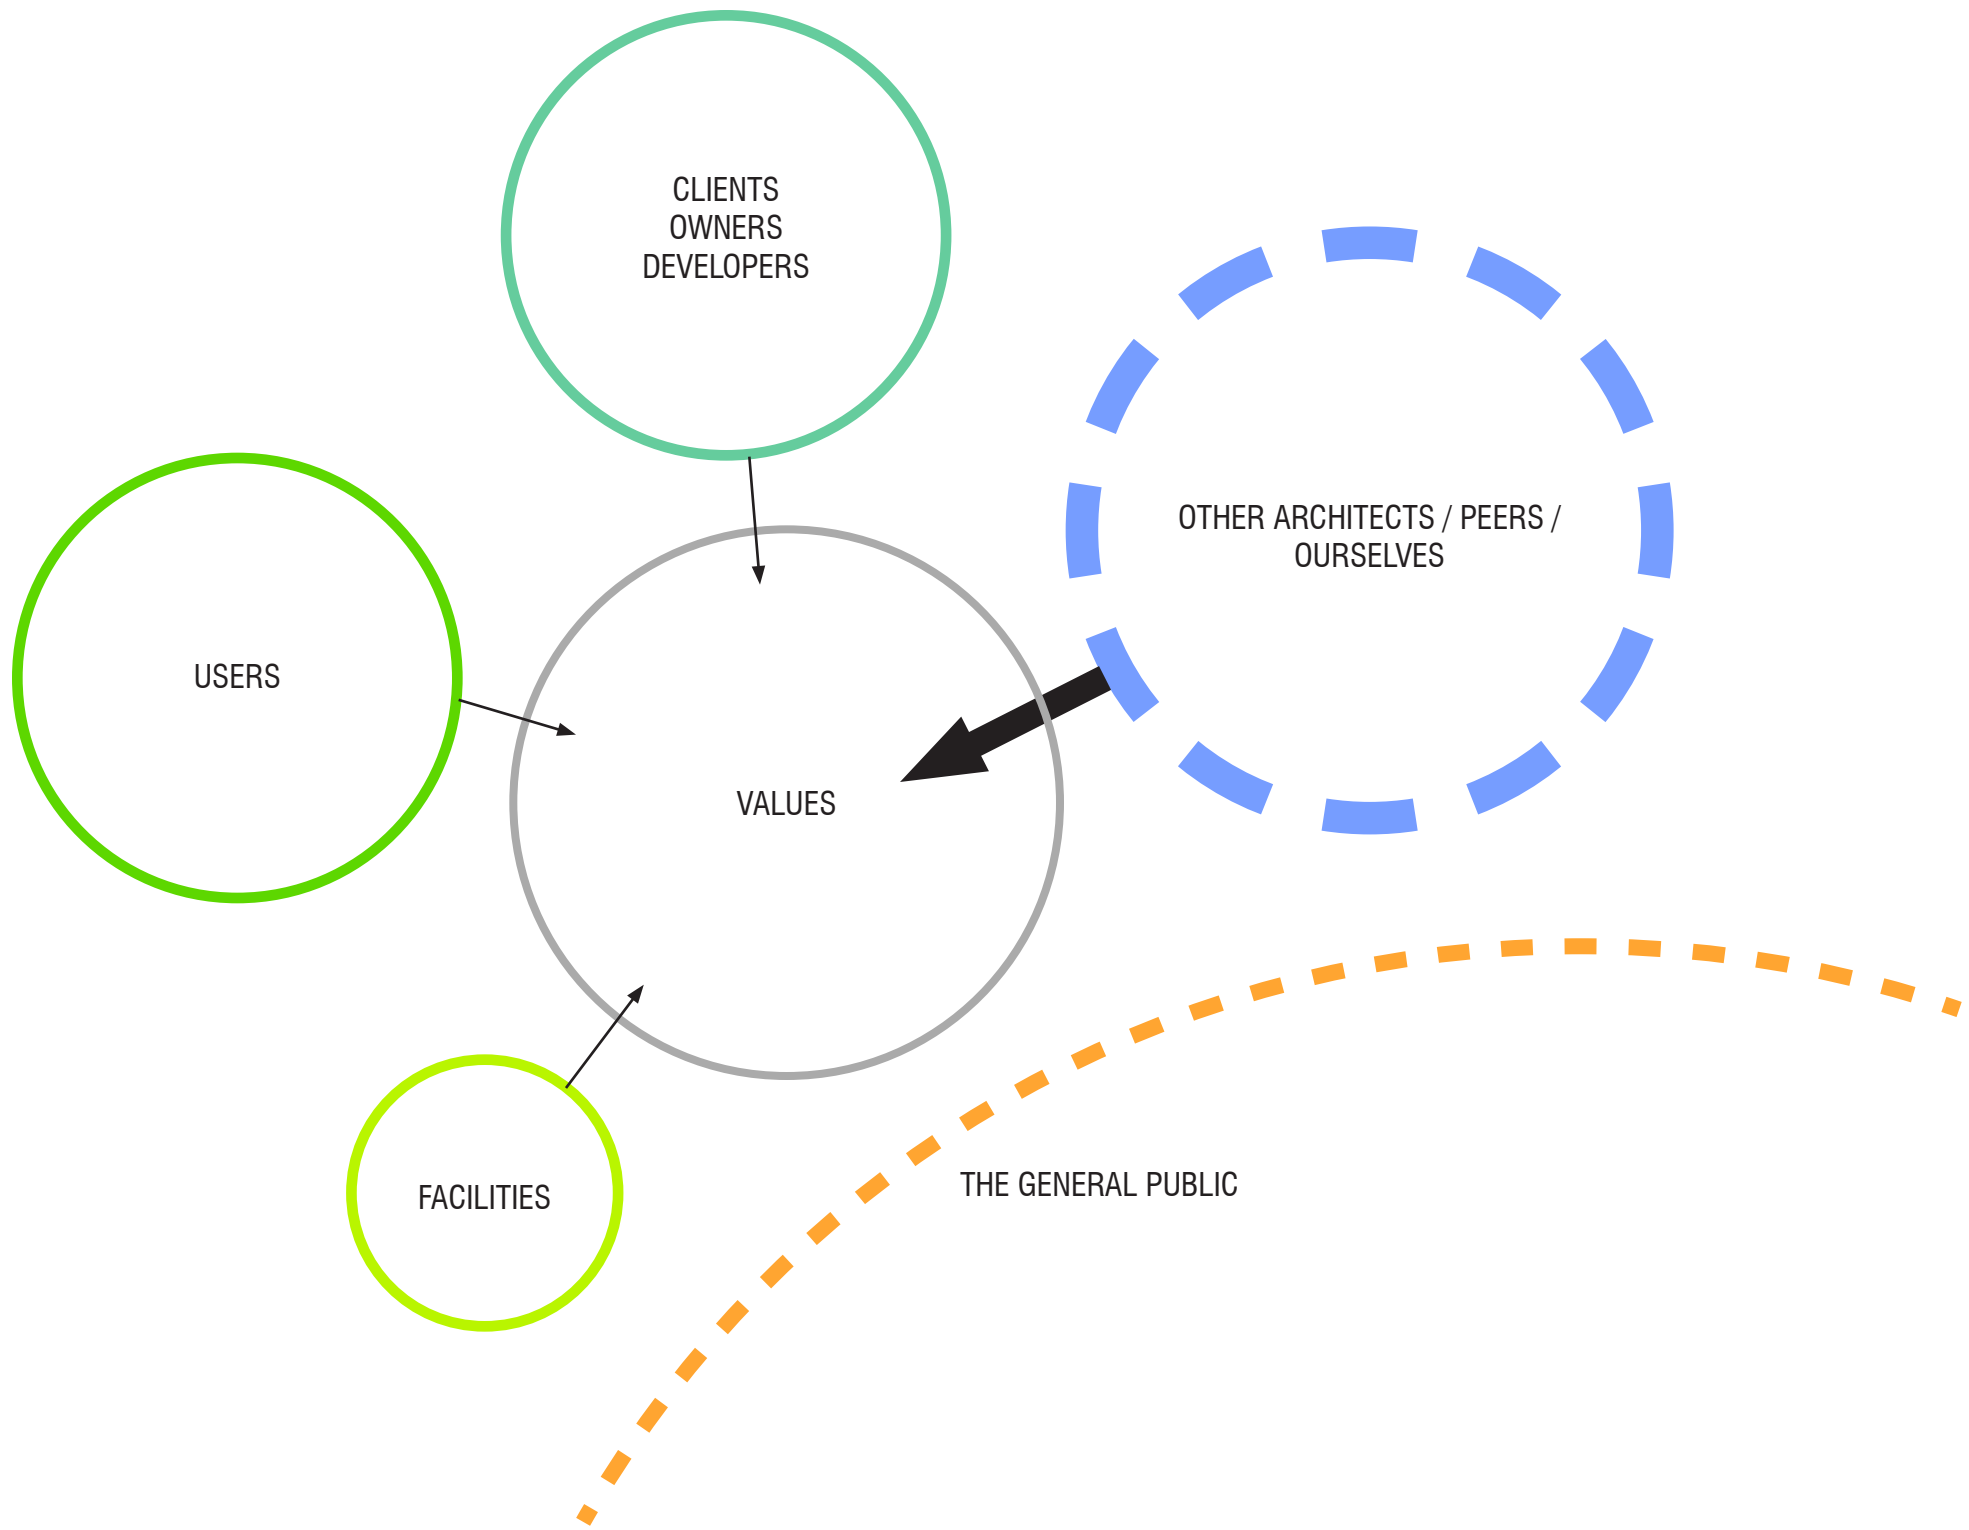 CLIENTS
OWNERS
DEVELOPERS
OTHER ARCHITECTS / PEERS /
OURSELVES
USERS
VALUES
THE GENERAL PUBLIC
FACILITIES